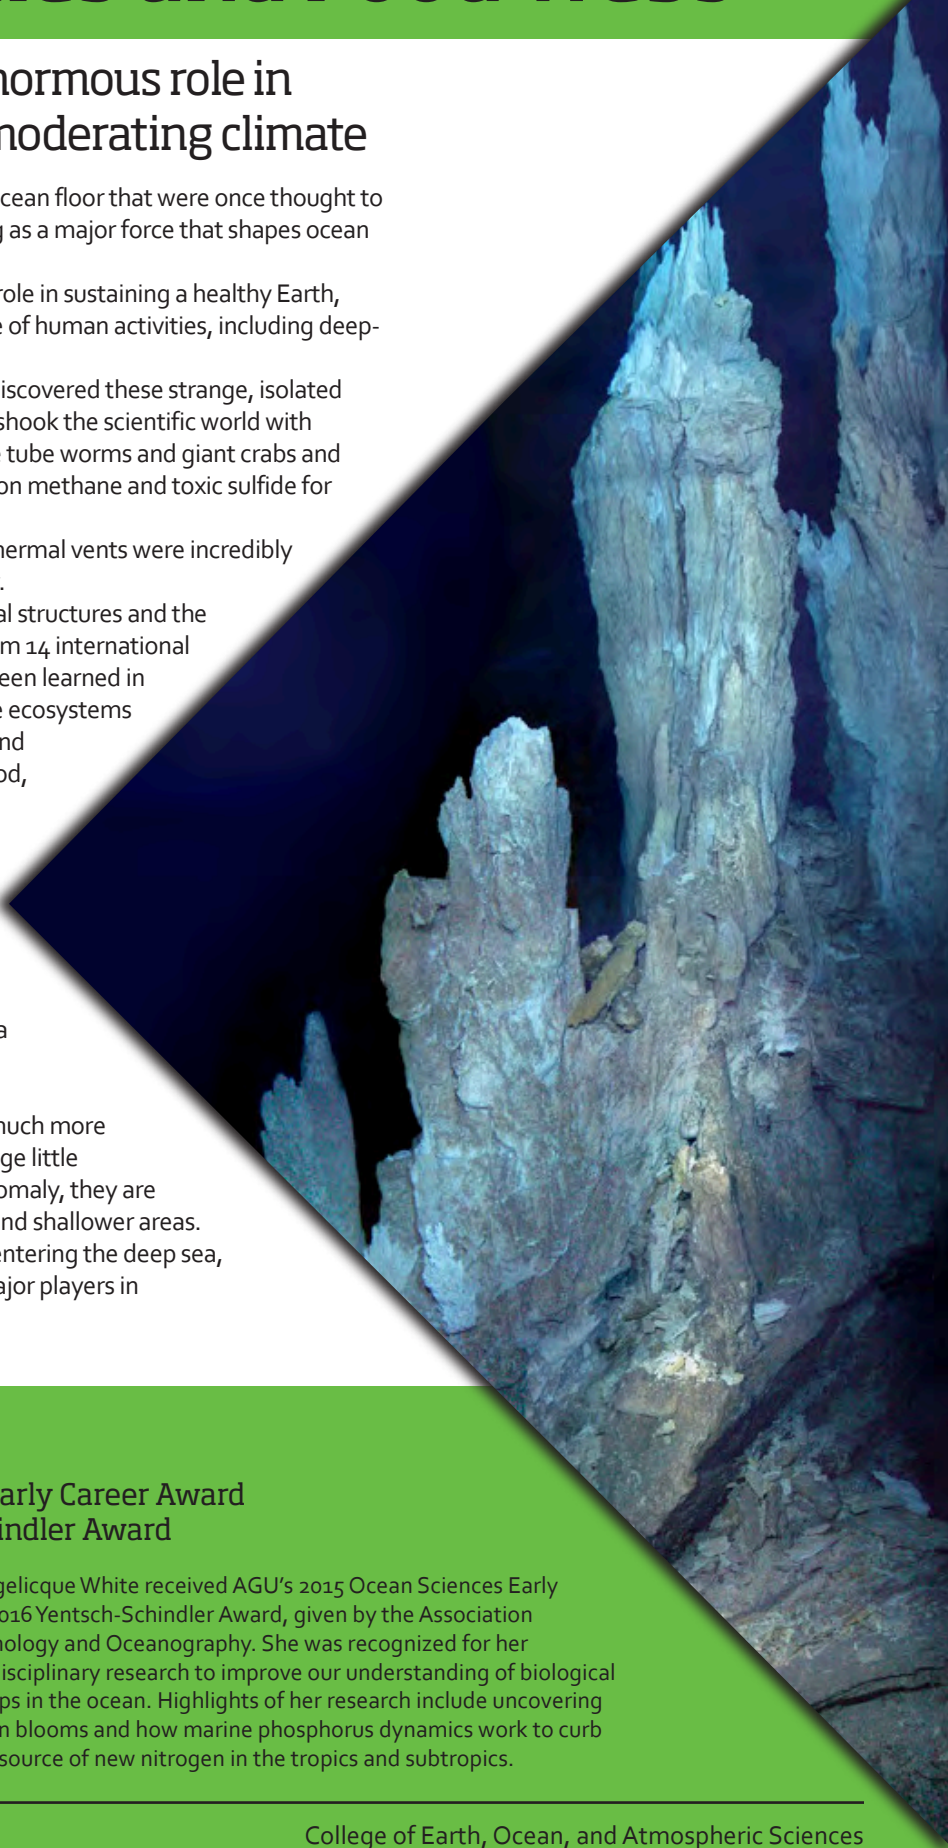 and Food Webs
normous role in
moderating climate
cean floor that were once thought to
g as a major force that shapes ocean
role in sustaining a healthy Earth,
e of human activities, including deep-
iscovered these strange, isolated
shook the scientific world with
e tube worms and giant crabs and
on methane and toxic sulfide for
hermal vents were incredibly
.
al structures and the
m 14 international
een learned in
e ecosystems
nd
od,
a
much more
ge little
omaly, they are
nd shallower areas.
entering the deep sea,
ajor players in
arly Career Award
indler Award
gelicque White received AGU's 2015 Ocean Sciences Early
016 Yentsch-Schindler Award, given by the Association
nology and Oceanography. She was recognized for her
disciplinary research to improve our understanding of biological
ps in the ocean. Highlights of her research include uncovering
n blooms and how marine phosphorus dynamics work to curb
source of new nitrogen in the tropics and subtropics.
College of Earth, Ocean, and Atmospheric Sciences